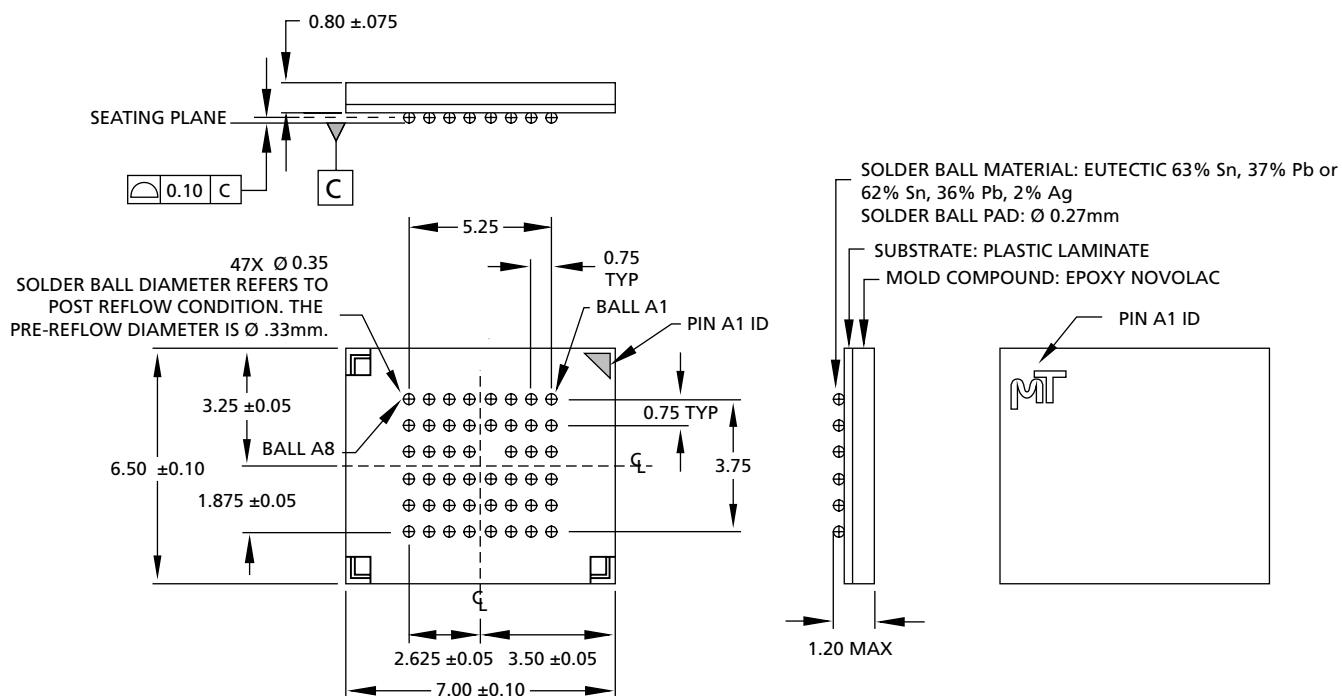 0.80 ±.075
SEATING PLANE
0.10 C
C
SOLDER BALL MATERIAL: EUTECTIC 63% Sn, 37% Pb or
62% Sn, 36% Pb, 2% Ag
SOLDER BALL PAD: Ø 0.27mm
SUBSTRATE: PLASTIC LAMINATE
MOLD COMPOUND: EPOXY NOVOLAC
5.25
0.75
TYP
47X Ø 0.35
SOLDER BALL DIAMETER REFERS TO
POST REFLOW CONDITION. THE
PRE-REFLOW DIAMETER IS Ø .33mm.
BALL A1
PIN A1 ID
PIN A1 ID
MT
3.25 ±0.05
0.75 TYP
BALL A8
6.50 ±0.10
CL
3.75
1.875 ±0.05
CL
2.625 ±0.05
3.50 ±0.05
7.00 ±0.10
1.20 MAX